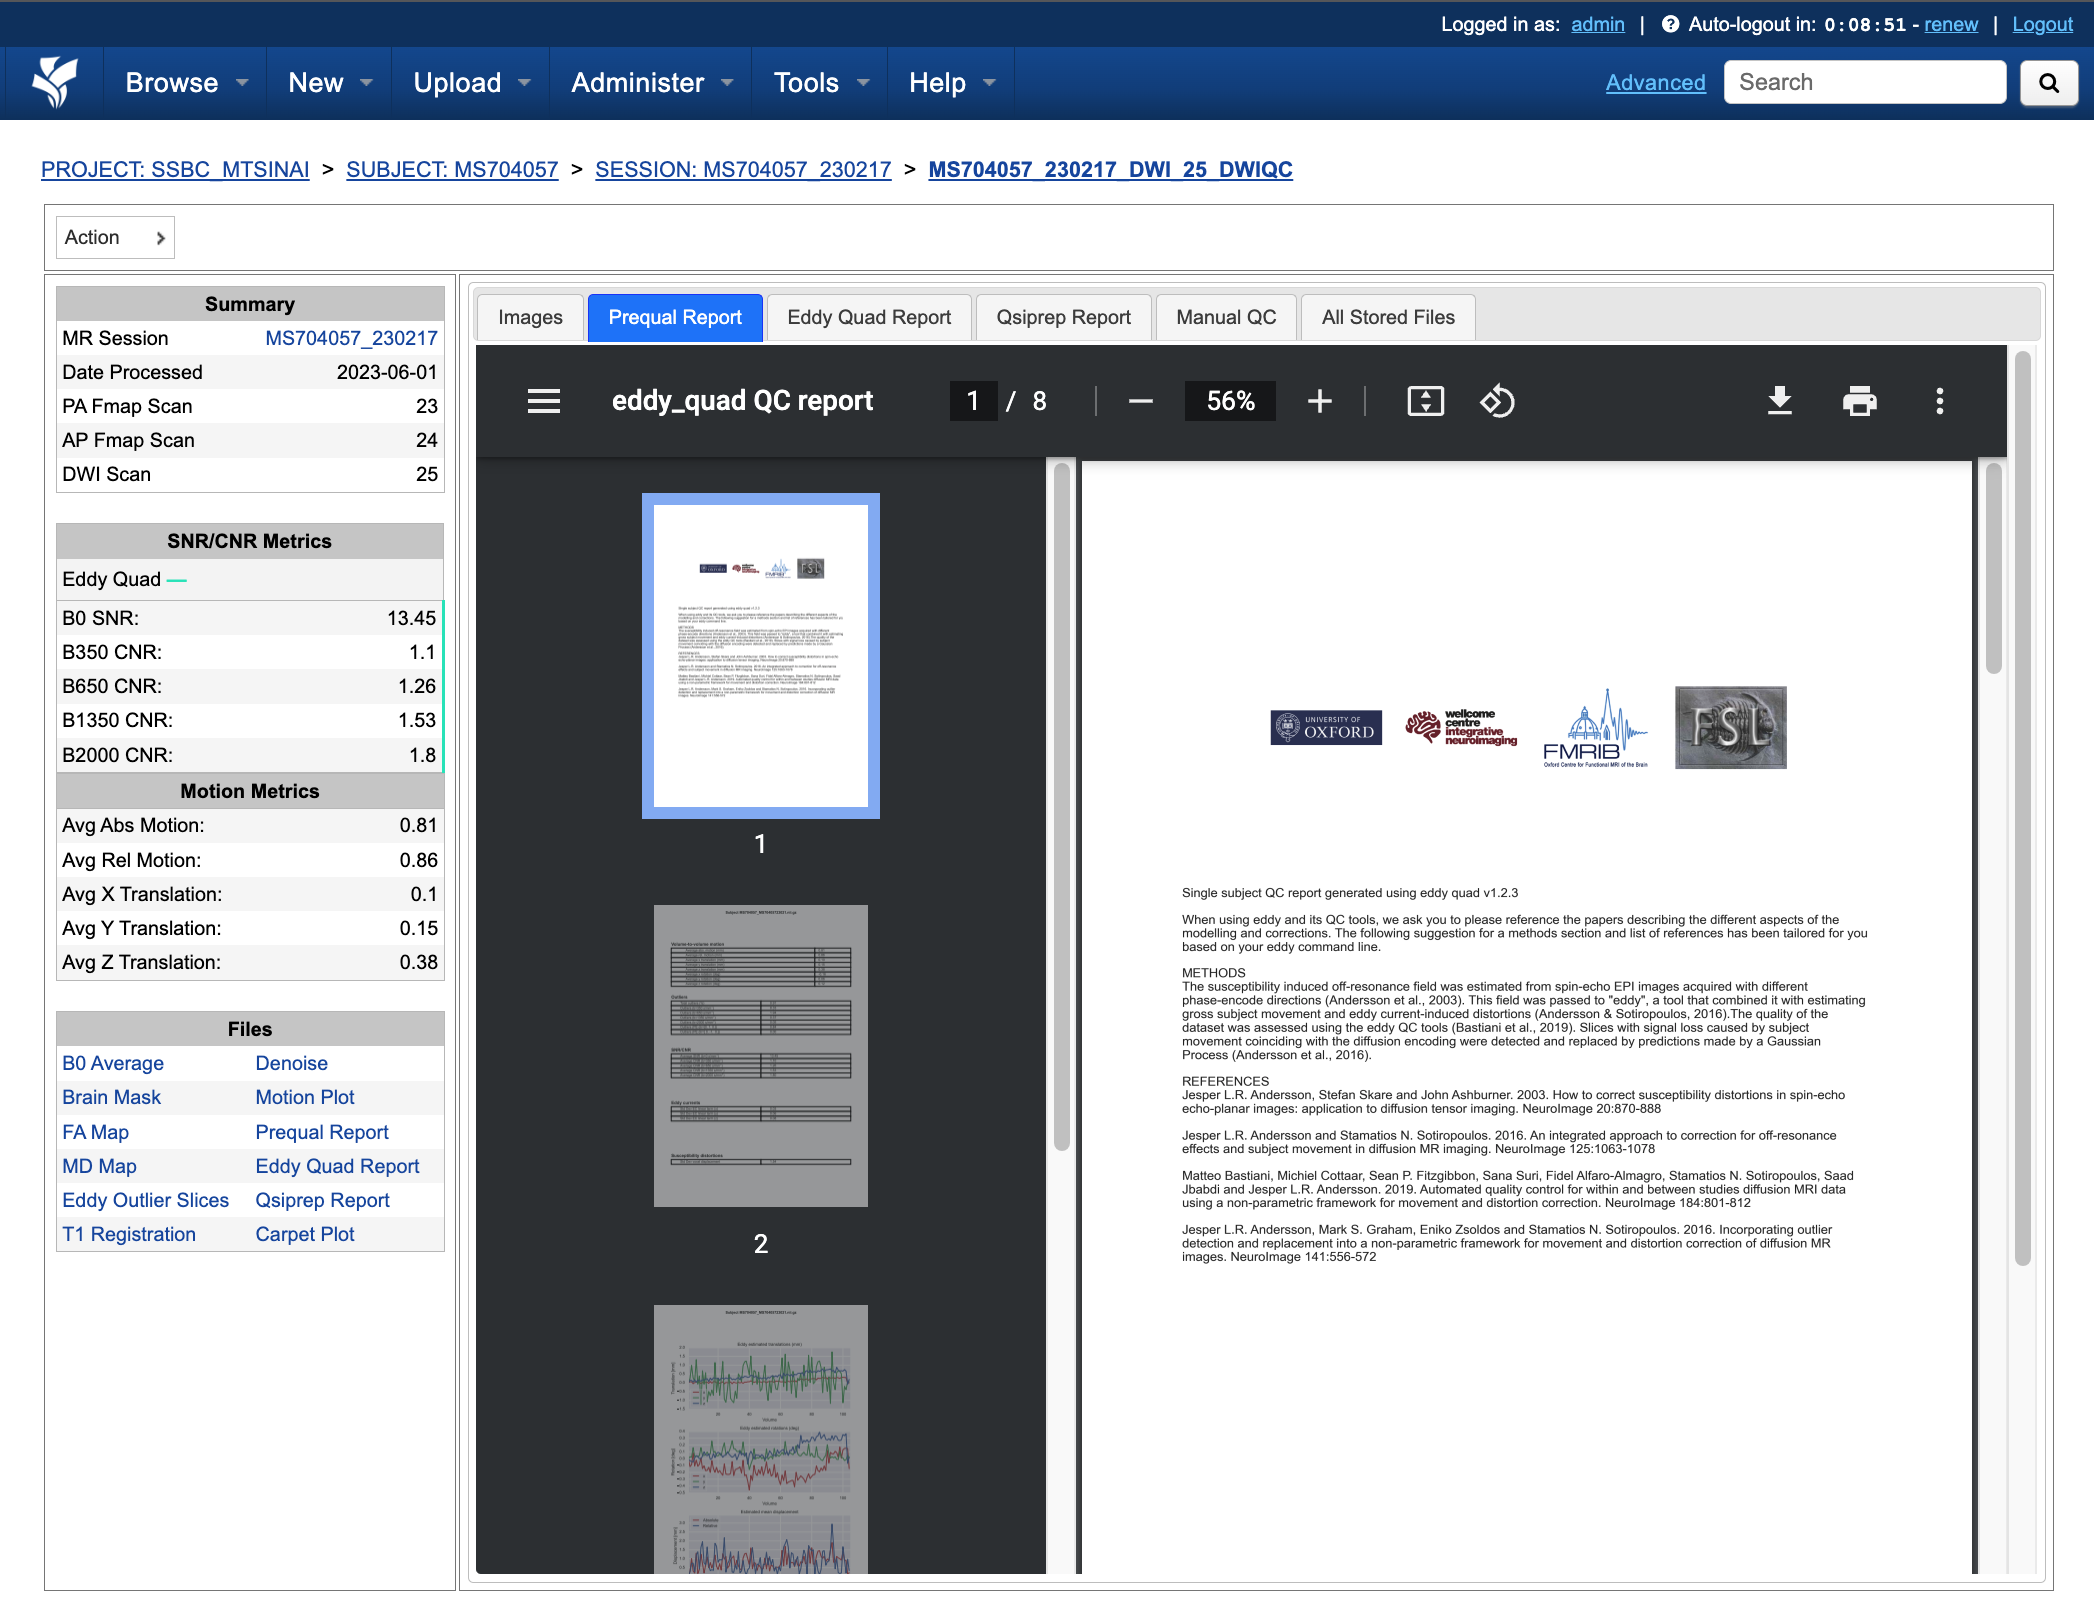 Logged in as: admin | Auto-logout in: 0:08:51 - renew | Logout
Browse New Upload Administer Tools Help Advanced Search
PROJECT: SSBC_MTSINAI > SUBJECT: MS704057 > SESSION: MS704057_230217 > MS704057_230217_DWI_25_DWIQC
Action
Summary
MR Session MS704057_230217
Date Processed 2023-06-01
PA Fmap Scan 23
AP Fmap Scan 24
DWI Scan 25
SNR/CNR Metrics
Eddy Quad
B0 SNR: 13.45
B350 CNR: 1.1
B650 CNR: 1.26
B1350 CNR: 1.53
B2000 CNR: 1.8
Motion Metrics
Avg Abs Motion: 0.81
Avg Rel Motion: 0.86
Avg X Translation: 0.1
Avg Y Translation: 0.15
Avg Z Translation: 0.38
Files
B0 Average Denoise
Brain Mask Motion Plot
FA Map Prequal Report
MD Map Eddy Quad Report
Eddy Outlier Slices Qsiprep Report
T1 Registration Carpet Plot
Images Prequal Report Eddy Quad Report Qsiprep Report Manual QC All Stored Files
eddy_quad QC report 1 / 8 56%
1
2
UNIVERSITY OF
OXFORD
wellcome
centre
integrative
neuroimaging
FMRIB
Oxford Centre for Functional MRI of the Brain
FSL
Single subject QC report generated using eddy quad v1.2.3
When using eddy and its QC tools, we ask you to please reference the papers describing the different aspects of the
modelling and corrections. The following suggestion for a methods section and list of references has been tailored for you
based on your eddy command line.
METHODS
The susceptibility induced off-resonance field was estimated from spin-echo EPI images acquired with different
phase-encode directions (Andersson et al., 2003). This field was passed to "eddy", a tool that combined it with estimating
gross subject movement and eddy current-induced distortions (Andersson & Sotiropoulos, 2016).The quality of the
dataset was assessed using the eddy QC tools (Bastiani et al., 2019). Slices with signal loss caused by subject
movement coinciding with the diffusion encoding were detected and replaced by predictions made by a Gaussian
Process (Andersson et al., 2016).
REFERENCES
Jesper L.R. Andersson, Stefan Skare and John Ashburner. 2003. How to correct susceptibility distortions in spin-echo
echo-planar images: application to diffusion tensor imaging. NeuroImage 20:870-888
Jesper L.R. Andersson and Stamatios N. Sotiropoulos. 2016. An integrated approach to correction for off-resonance
effects and subject movement in diffusion MR imaging. NeuroImage 125:1063-1078
Matteo Bastiani, Michiel Cottaar, Sean P. Fitzgibbon, Sana Suri, Fidel Alfaro-Almagro, Stamatios N. Sotiropoulos, Saad
Jbabdi and Jesper L.R. Andersson. 2019. Automated quality control for within and between studies diffusion MRI data
using a non-parametric framework for movement and distortion correction. NeuroImage 184:801-812
Jesper L.R. Andersson, Mark S. Graham, Eniko Zsoldos and Stamatios N. Sotiropoulos. 2016. Incorporating outlier
detection and replacement into a non-parametric framework for movement and distortion correction of diffusion MR
images. NeuroImage 141:556-572